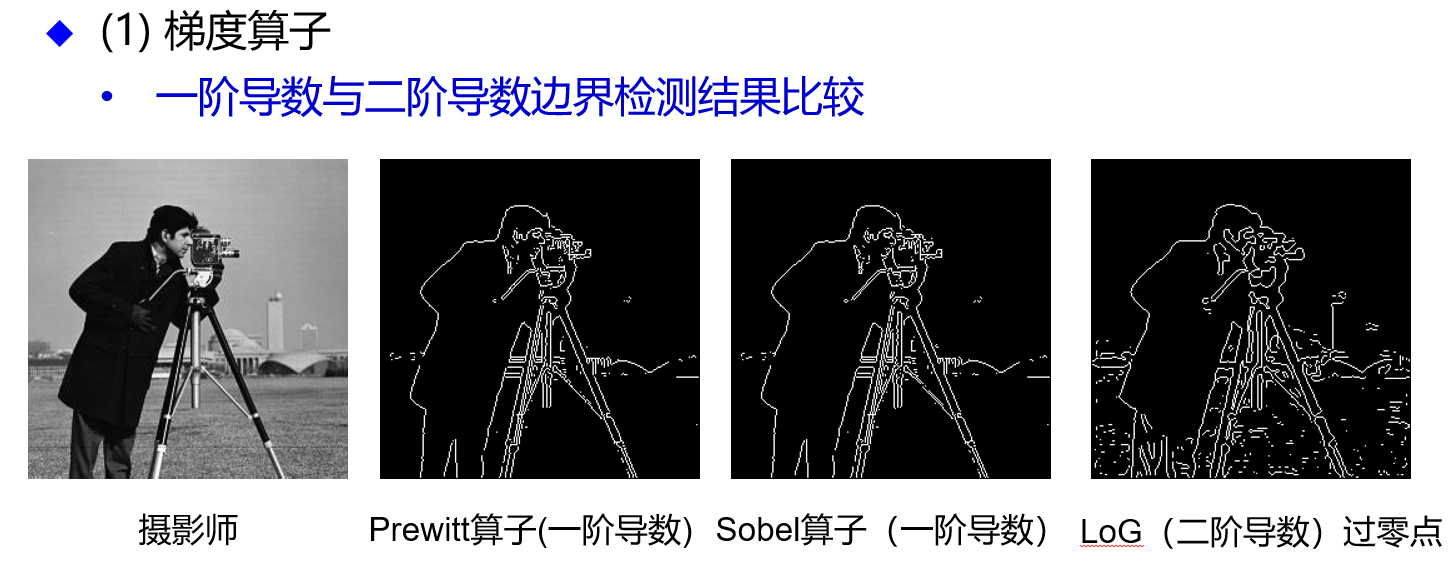 (1) 梯度算子
一阶导数与二阶导数边界检测结果比较
摄影师
Prewitt算子(一阶导数)
Sobel算子（一阶导数）
LoG（二阶导数）过零点